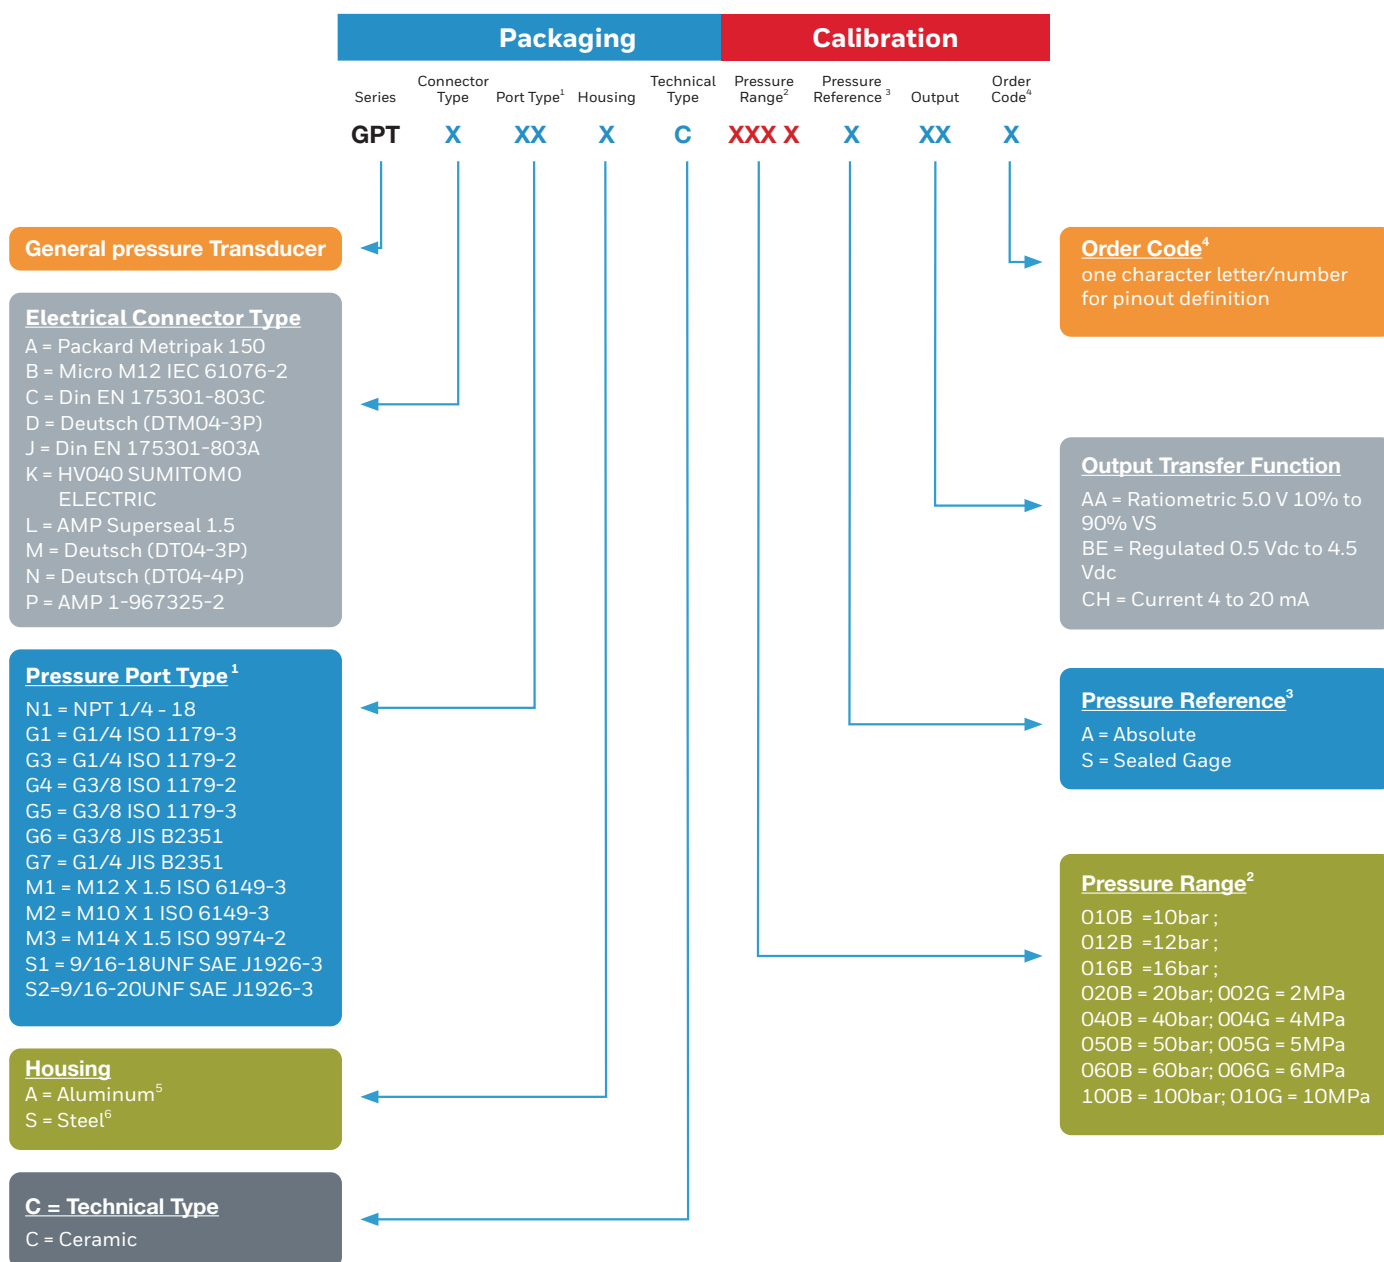 Packaging Calibration
Series Connector Type Port Type¹ Housing Technical Type Pressure Range² Pressure Reference³ Output Order Code⁴
GPT X XX X C XXX X X XX X
General pressure Transducer
Electrical Connector Type
A = Packard Metripak 150
B = Micro M12 IEC 61076-2
C = Din EN 175301-803C
D = Deutsch (DTM04-3P)
J = Din EN 175301-803A
K = HV040 SUMITOMO
ELECTRIC
L = AMP Superseal 1.5
M = Deutsch (DT04-3P)
N = Deutsch (DT04-4P)
P = AMP 1-967325-2
Pressure Port Type¹
N1 = NPT 1/4 - 18
G1 = G1/4 ISO 1179-3
G3 = G1/4 ISO 1179-2
G4 = G3/8 ISO 1179-2
G5 = G3/8 ISO 1179-3
G6 = G3/8 JIS B2351
G7 = G1/4 JIS B2351
M1 = M12 X 1.5 ISO 6149-3
M2 = M10 X 1 ISO 6149-3
M3 = M14 X 1.5 ISO 9974-2
S1 = 9/16-18UNF SAE J1926-3
S2=9/16-20UNF SAE J1926-3
Housing
A = Aluminum⁵
S = Steel⁶
C = Technical Type
C = Ceramic
Order Code⁴
one character letter/number
for pinout definition
Output Transfer Function
AA = Ratiometric 5.0 V 10% to
90% VS
BE = Regulated 0.5 Vdc to 4.5
Vdc
CH = Current 4 to 20 mA
Pressure Reference³
A = Absolute
S = Sealed Gage
Pressure Range²
010B =10bar ;
012B =12bar ;
016B =16bar ;
020B = 20bar; 002G = 2MPa
040B = 40bar; 004G = 4MPa
050B = 50bar; 005G = 5MPa
060B = 60bar; 006G = 6MPa
100B = 100bar; 010G = 10MPa